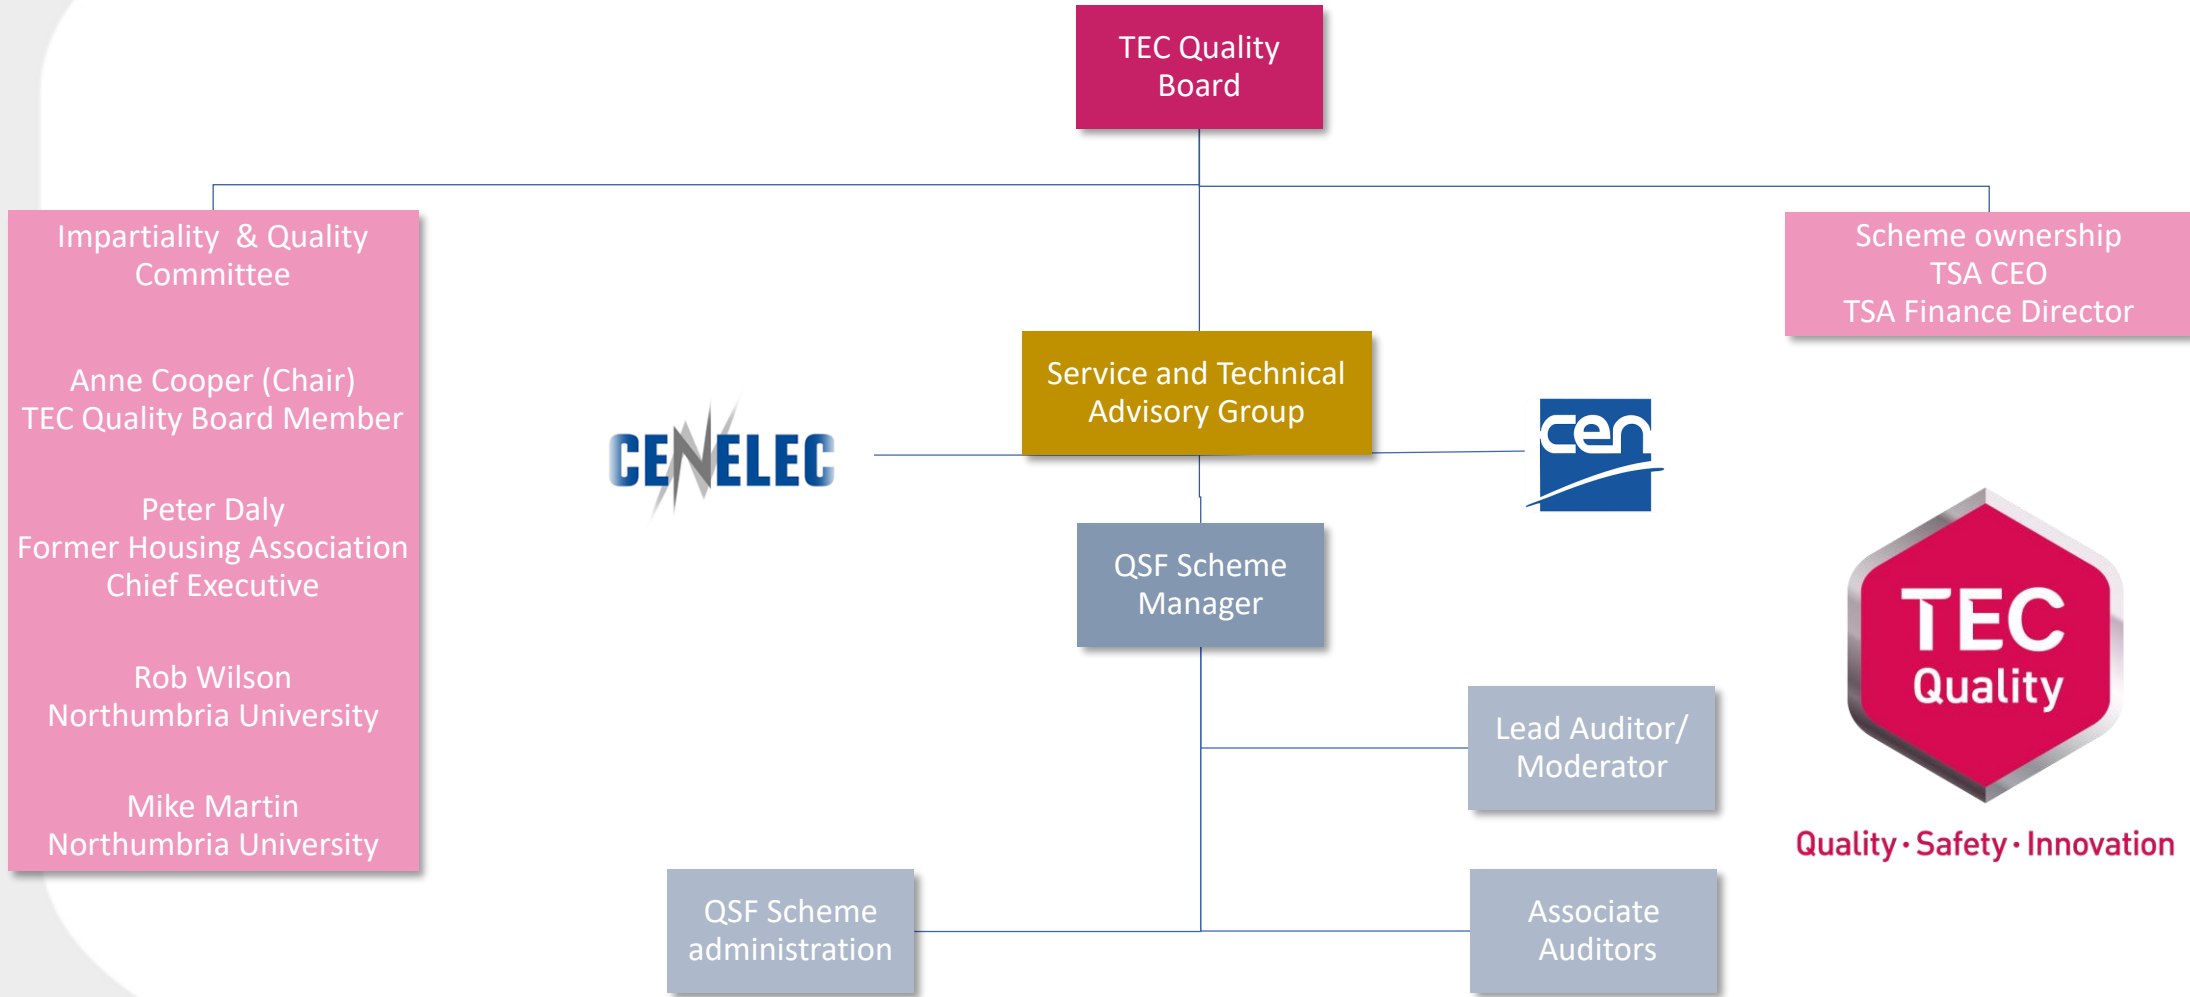 TEC Quality
Board
Impartiality & Quality
Committee
Anne Cooper (Chair)
TEC Quality Board Member
Peter Daly
Former Housing Association
Chief Executive
Rob Wilson
Northumbria University
Mike Martin
Northumbria University
Scheme ownership
TSA CEO
TSA Finance Director
Service and Technical
Advisory Group
CENELEC
cen
QSF Scheme
Manager
Lead Auditor/
Moderator
QSF Scheme
administration
Associate
Auditors
TEC
Quality
Quality · Safety · Innovation